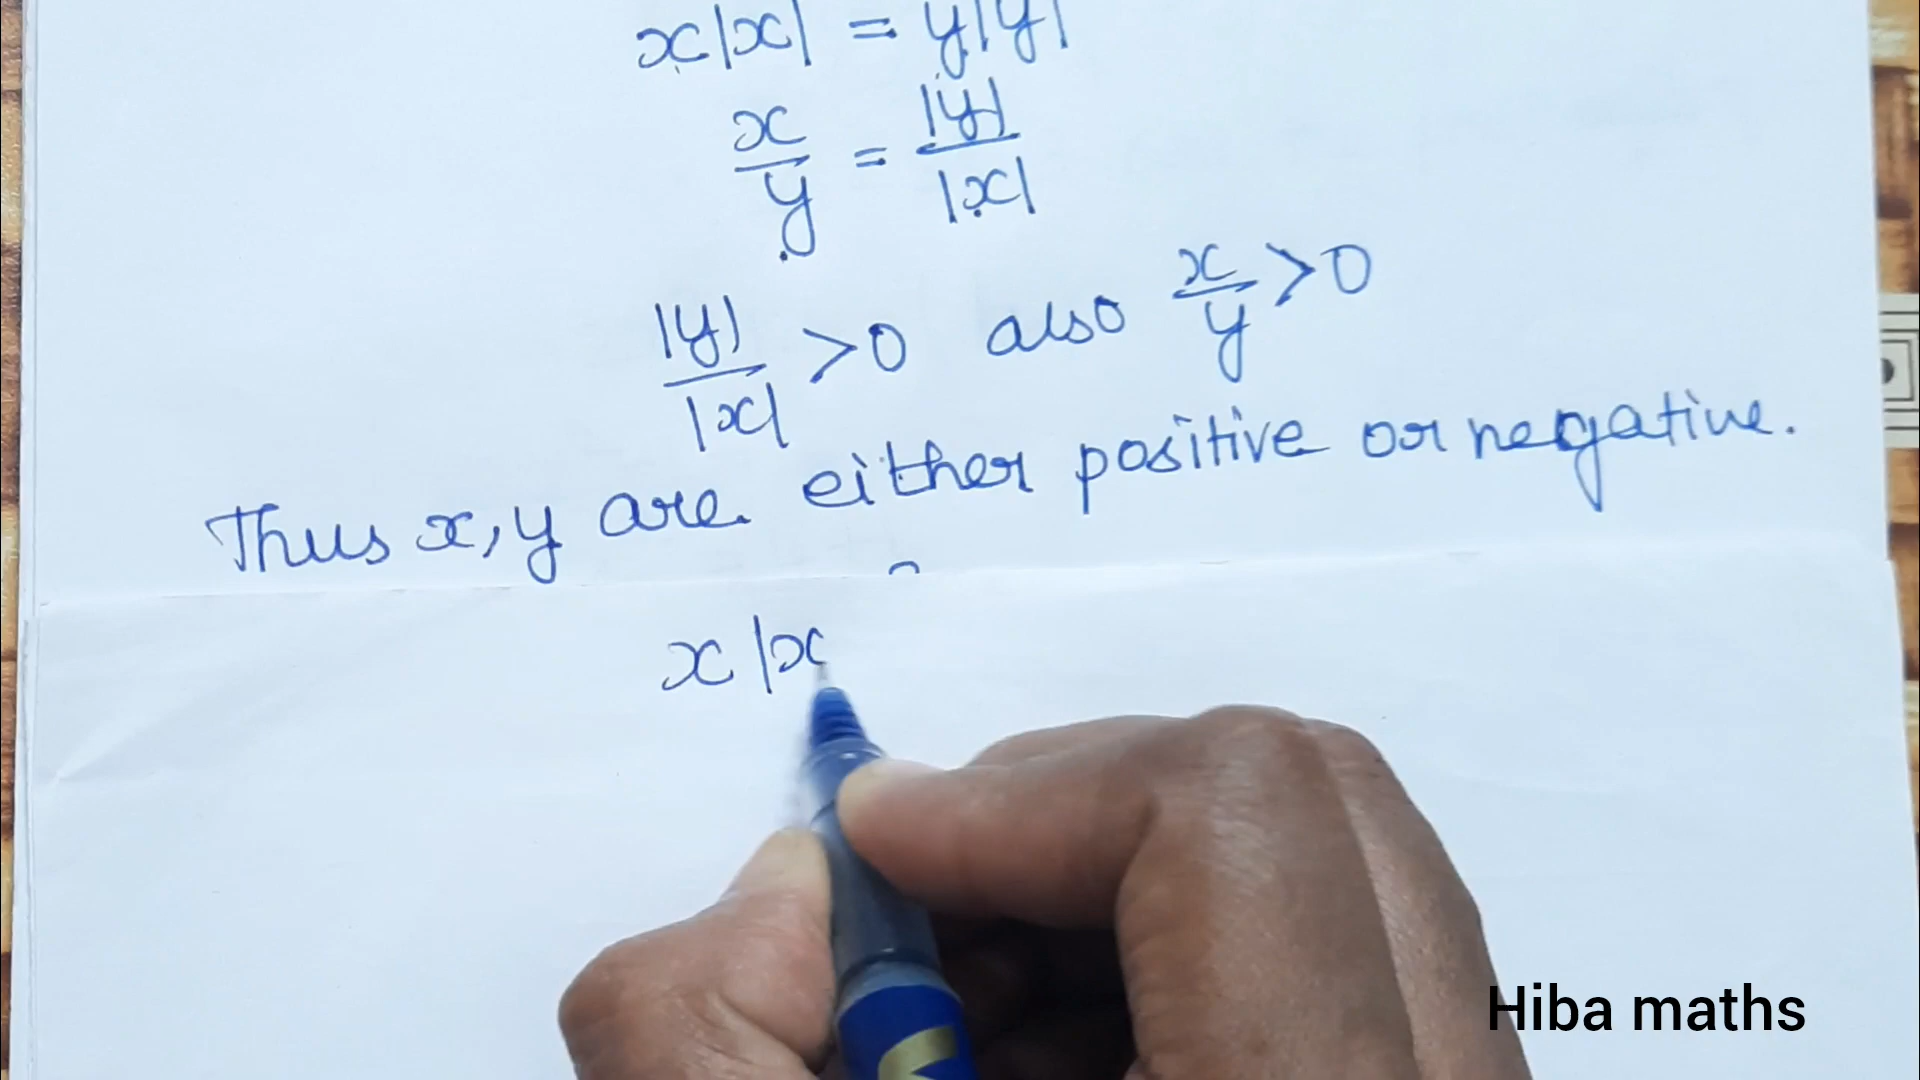 x|x| = y|y|
x/y = |y|/|x|
|y|/|x| >0 also x/y >0
Thus x, y are either positive or negative.
x |x
Hiba maths